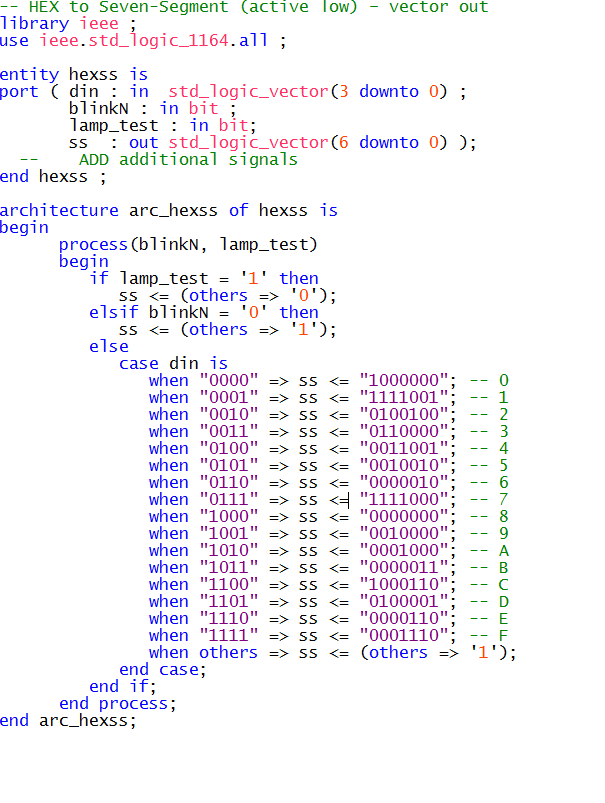 -- HEX to Seven-Segment (active low) - vector out
library ieee ;
use ieee.std_logic_1164.all ;
entity hexss is
port ( din : in  std_logic_vector(3 downto 0) ;
       blinkN : in bit ;
       lamp_test : in bit;
       ss  : out std_logic_vector(6 downto 0) );
  --    ADD additional signals
end hexss ;
architecture arc_hexss of hexss is
begin
      process(blinkN, lamp_test)
      begin
         if lamp_test = '1' then
            ss <= (others => '0');
         elsif blinkN = '0' then
            ss <= (others => '1');
         else
            case din is
               when "0000" => ss <= "1000000"; -- 0
               when "0001" => ss <= "1111001"; -- 1
               when "0010" => ss <= "0100100"; -- 2
               when "0011" => ss <= "0110000"; -- 3
               when "0100" => ss <= "0011001"; -- 4
               when "0101" => ss <= "0010010"; -- 5
               when "0110" => ss <= "0000010"; -- 6
               when "0111" => ss <= "1111000"; -- 7
               when "1000" => ss <= "0000000"; -- 8
               when "1001" => ss <= "0010000"; -- 9
               when "1010" => ss <= "0001000"; -- A
               when "1011" => ss <= "0000011"; -- B
               when "1100" => ss <= "1000110"; -- C
               when "1101" => ss <= "0100001"; -- D
               when "1110" => ss <= "0000110"; -- E
               when "1111" => ss <= "0001110"; -- F
               when others => ss <= (others => '1');
            end case;
         end if;
      end process;
end arc_hexss;